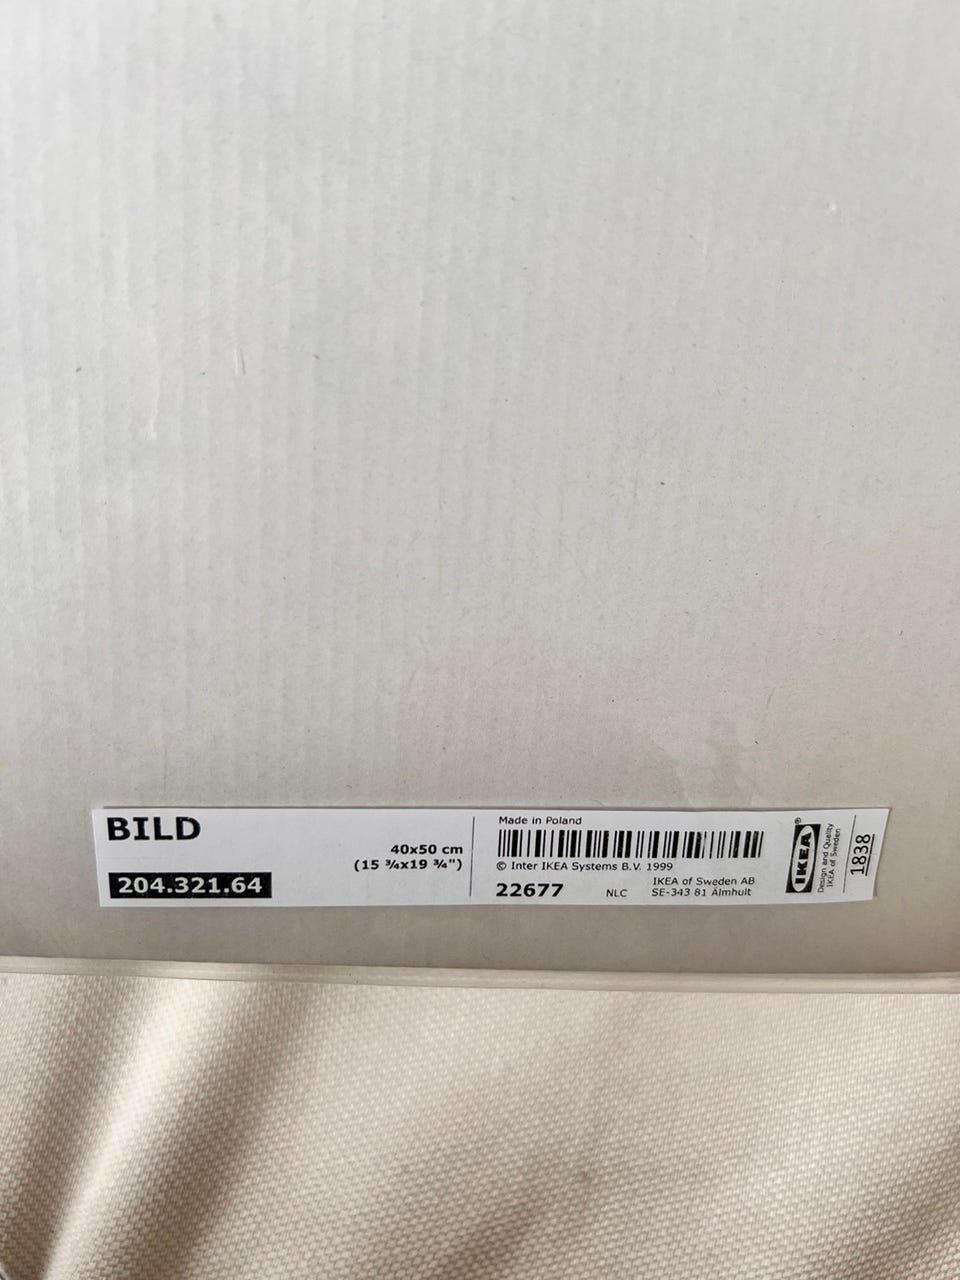 BILD
40x50 cm
(15 ¾x19 ¾")
204.321.64
Made in Poland
© Inter IKEA Systems B.V. 1999
22677
NLC
IKEA of Sweden AB
SE-343 81 Älmhult
IKEA®
Design and Quality
IKEA of Sweden
1838